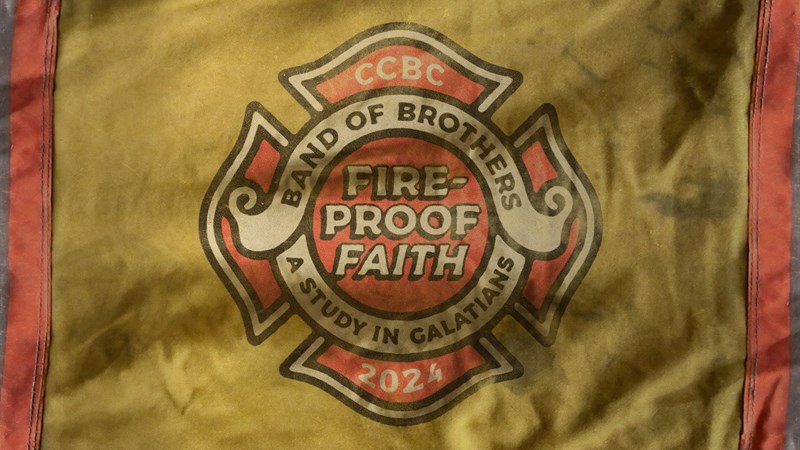 CCBC
BAND OF BROTHERS
FIRE-
PROOF
FAITH
A STUDY IN GALATIANS
2024